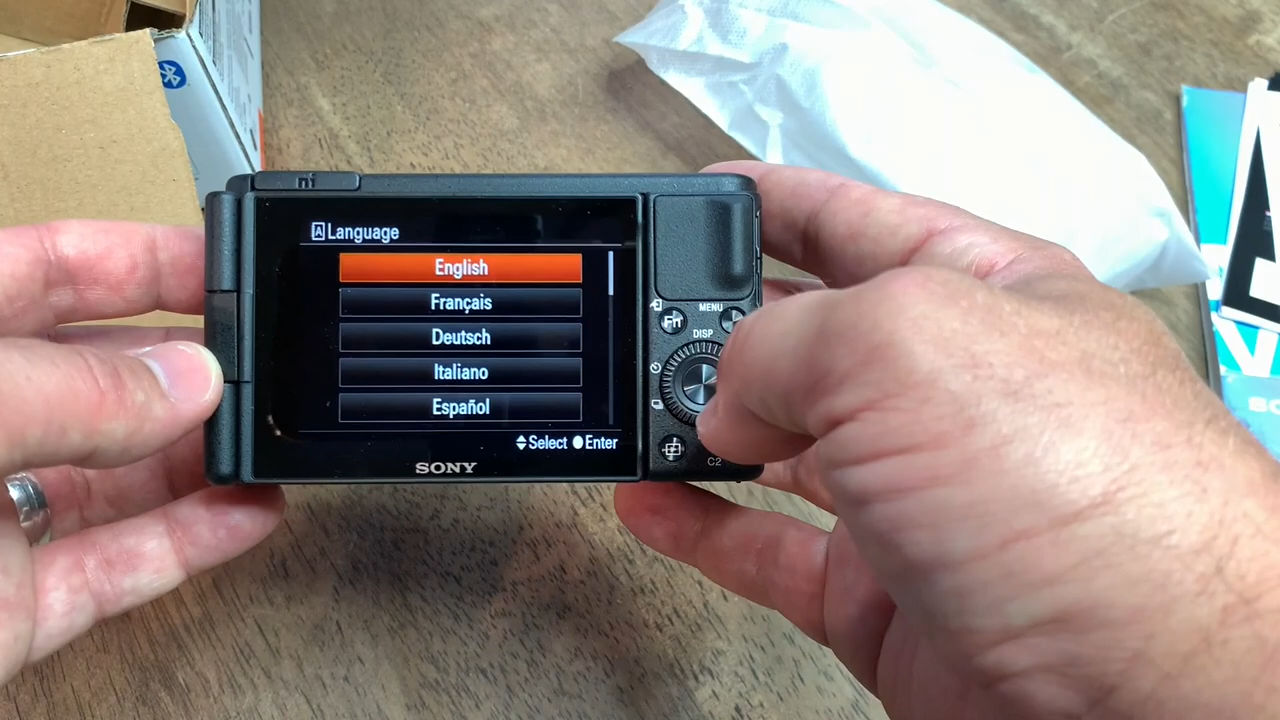 Language
English
Français
Deutsch
Italiano
Español
Select Enter
SONY
MENU
Fn
DISP
C2